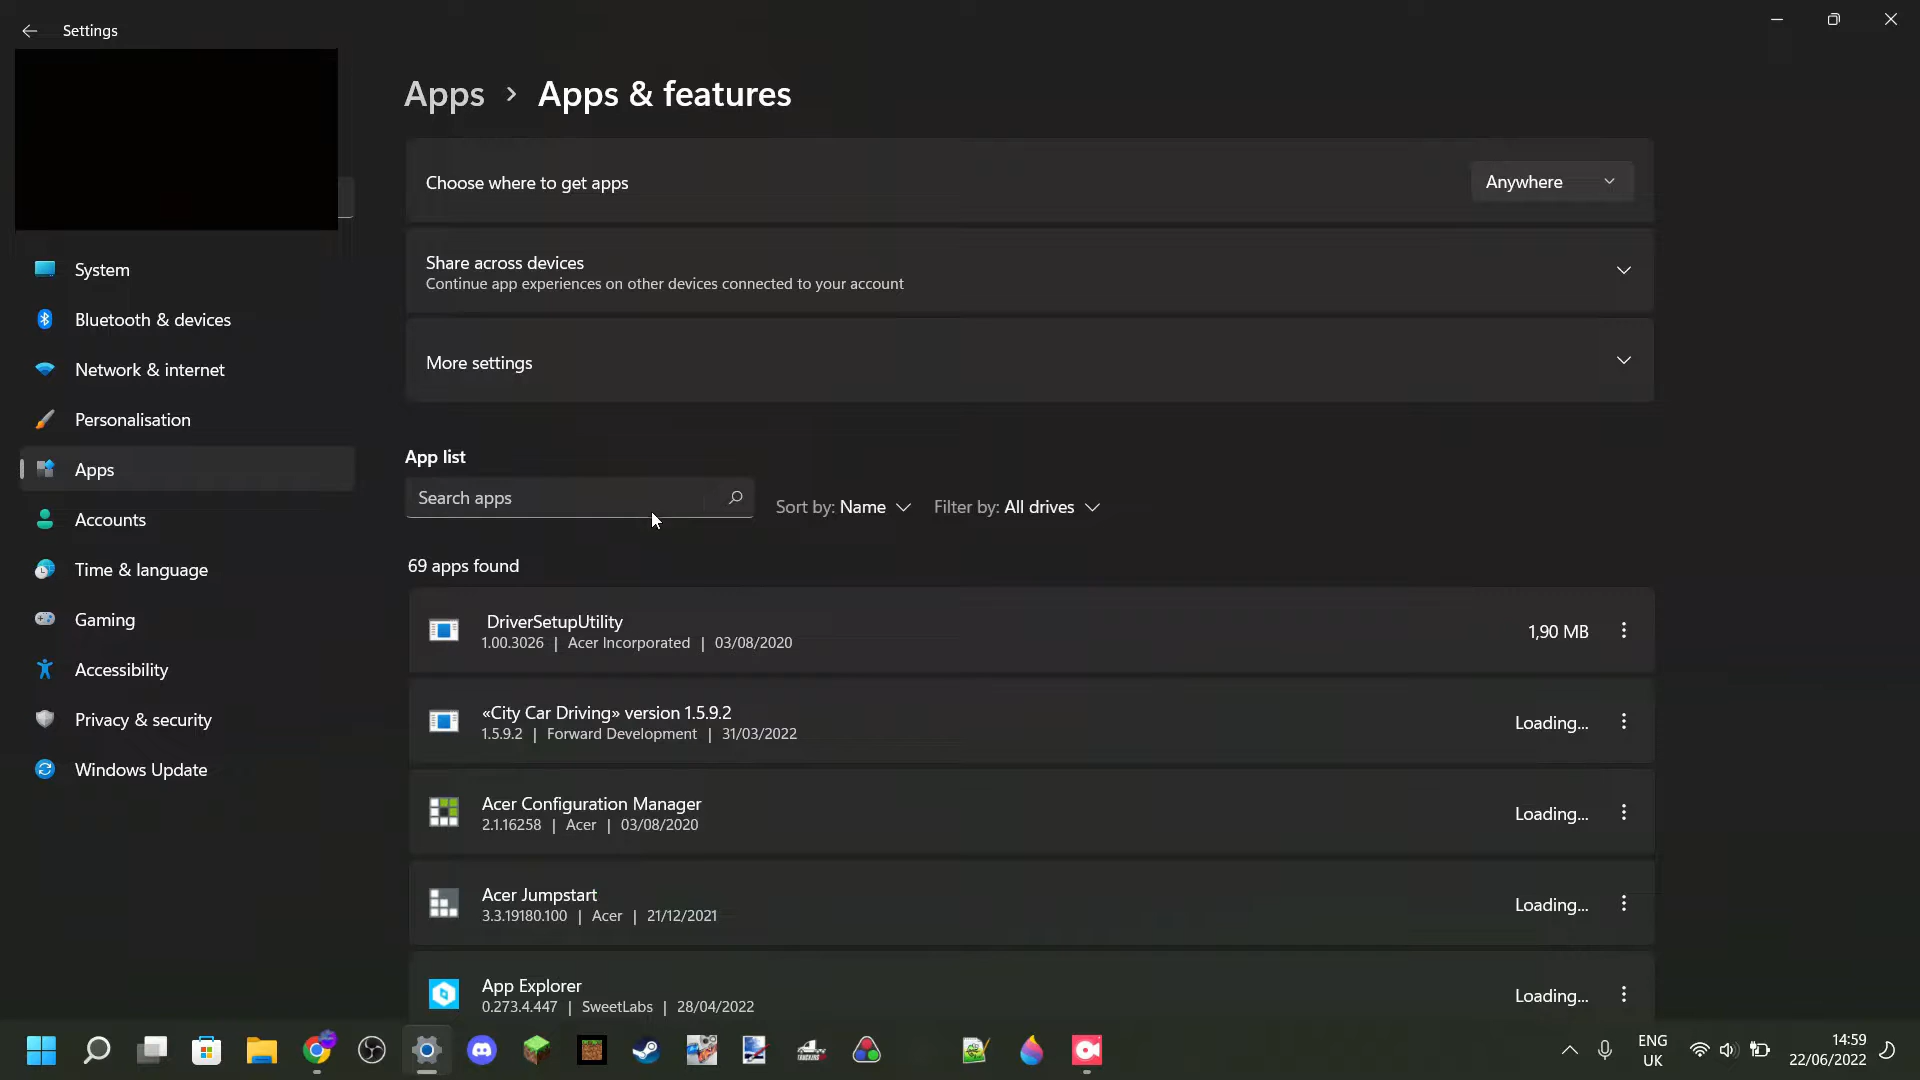 Settings
Apps > Apps & features
Choose where to get apps
Anywhere
Share across devices
Continue app experiences on other devices connected to your account
More settings
System
Bluetooth & devices
Network & internet
Personalisation
Apps
Accounts
Time & language
Gaming
Accessibility
Privacy & security
Windows Update
App list
Search apps
Sort by: Name
Filter by: All drives
69 apps found
DriverSetupUtility
1.00.3026 | Acer Incorporated | 03/08/2020
1,90 MB
«City Car Driving» version 1.5.9.2
1.5.9.2 | Forward Development | 31/03/2022
Loading...
Acer Configuration Manager
2.1.16258 | Acer | 03/08/2020
Loading...
Acer Jumpstart
3.3.19180.100 | Acer | 21/12/2021
Loading...
App Explorer
0.273.4.447 | SweetLabs | 28/04/2022
Loading...
ENG
UK
14:59
22/06/2022